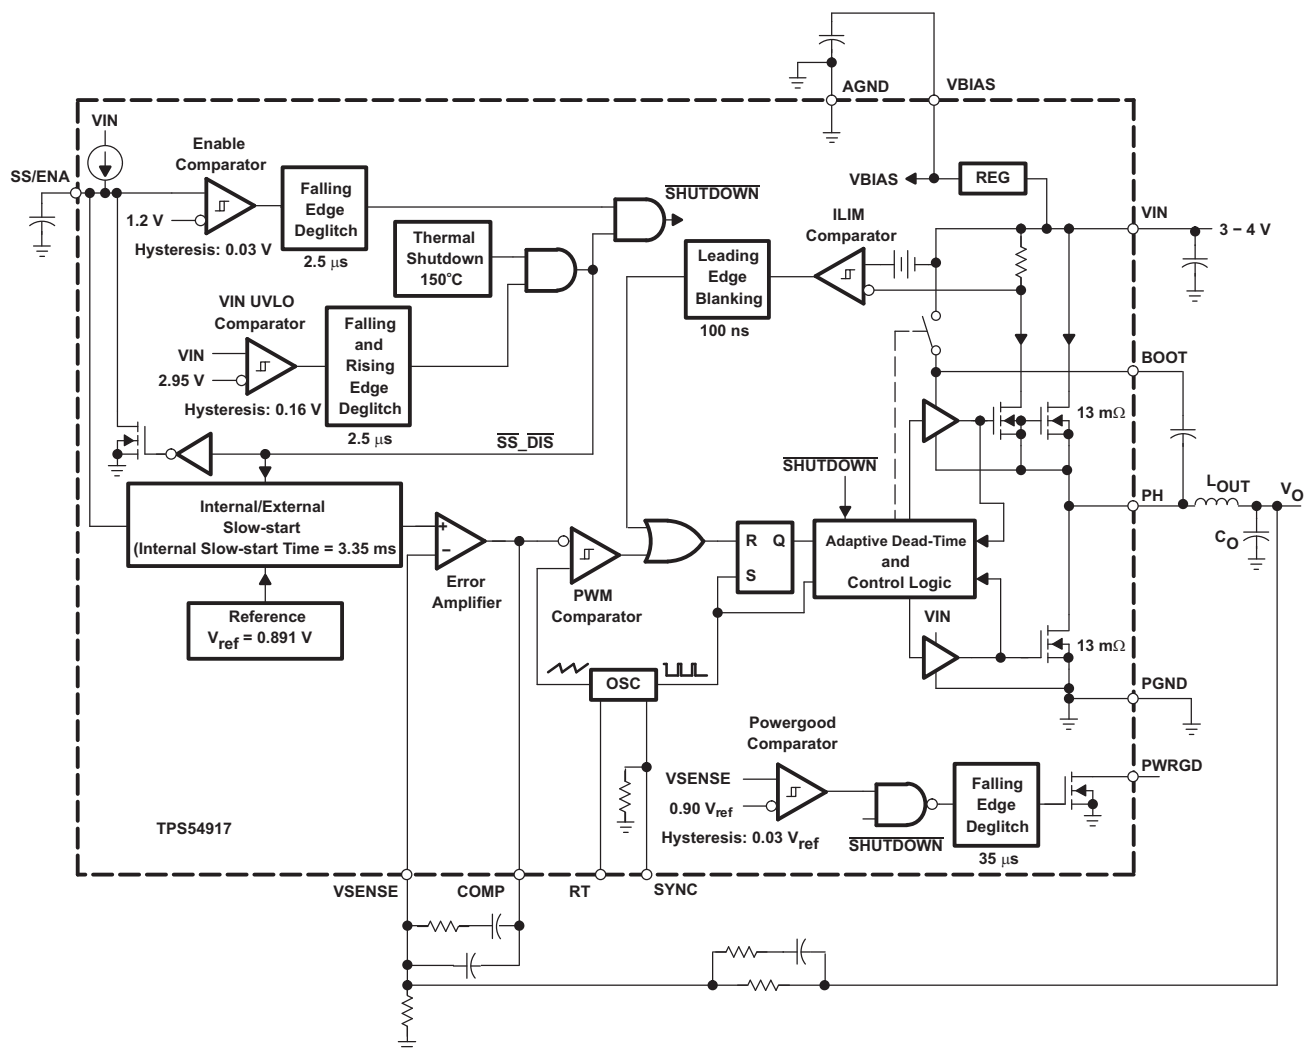 AGND
VBIAS
VIN
Enable
Comparator
SS/ENA
1.2 V
Hysteresis: 0.03 V
Falling
Edge
Deglitch
2.5 µs
SHUTDOWN
VBIAS
REG
VIN
3 – 4 V
Thermal
Shutdown
150°C
ILIM
Comparator
Leading
Edge
Blanking
100 ns
VIN UVLO
Comparator
VIN
2.95 V
Hysteresis: 0.16 V
Falling
and
Rising
Edge
Deglitch
2.5 µs
BOOT
13 mΩ
SS_DIS
SHUTDOWN
PH
LOUT
VO
CO
Internal/External
Slow-start
(Internal Slow-start Time = 3.35 ms
+
−
Error
Amplifier
PWM
Comparator
R Q
S
Adaptive Dead-Time
and
Control Logic
Reference
Vref = 0.891 V
VIN
13 mΩ
OSC
PGND
Powergood
Comparator
VSENSE
0.90 Vref
Hysteresis: 0.03 Vref
SHUTDOWN
Falling
Edge
Deglitch
35 µs
PWRGD
TPS54917
VSENSE
COMP
RT
SYNC